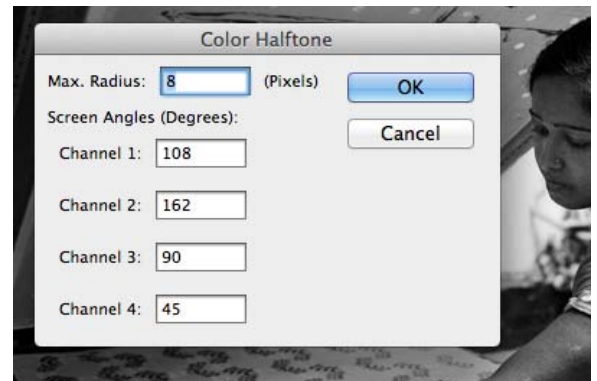 Color Halftone
Max. Radius: 8 (Pixels) OK
Screen Angles (Degrees): Cancel
Channel 1: 108
Channel 2: 162
Channel 3: 90
Channel 4: 45